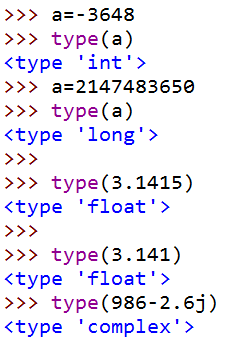 >>> a=-3648
>>> type(a)
<type 'int'>
>>> a=2147483650
>>> type(a)
<type 'long'>
>>>
>>> type(3.1415)
<type 'float'>
>>>
>>> type(3.141)
<type 'float'>
>>> type(986-2.6j)
<type 'complex'>